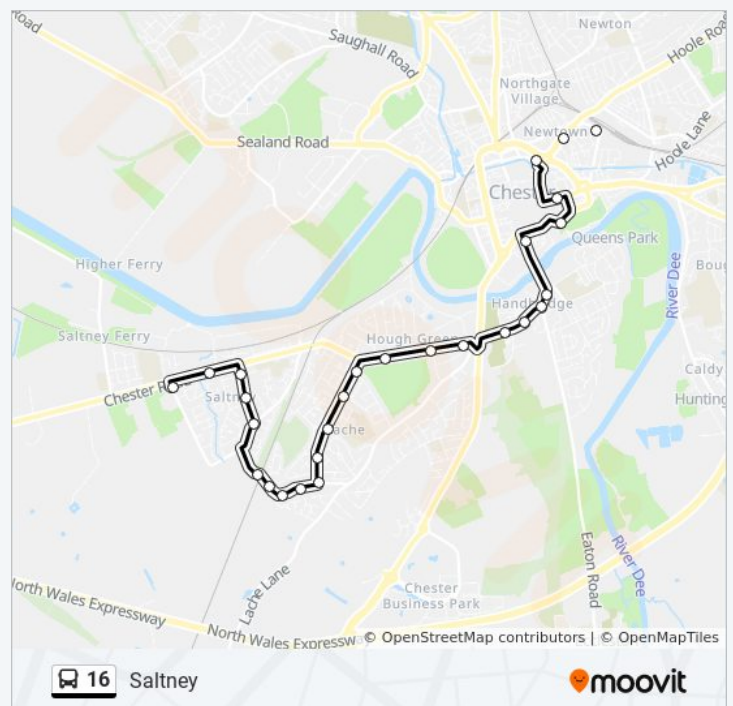 Road
Newton
Saughall Road
Hoole Road
Northgate
Village
Newtown
Sealand Road
Hoole Lane
Chest
Queens Park
Higher Ferry
River Dee
Boug
Handbridge
Saltney Ferry
Hough Green
Caldy
Chester R
Saltn
Hunting
ache
Eaton Road
River Dee
Lache Lane
Chester
Business Park
North Wales Expressway
North Wales Expressw
© OpenStreetMap contributors | © OpenMapTiles
16 Saltney
moovit